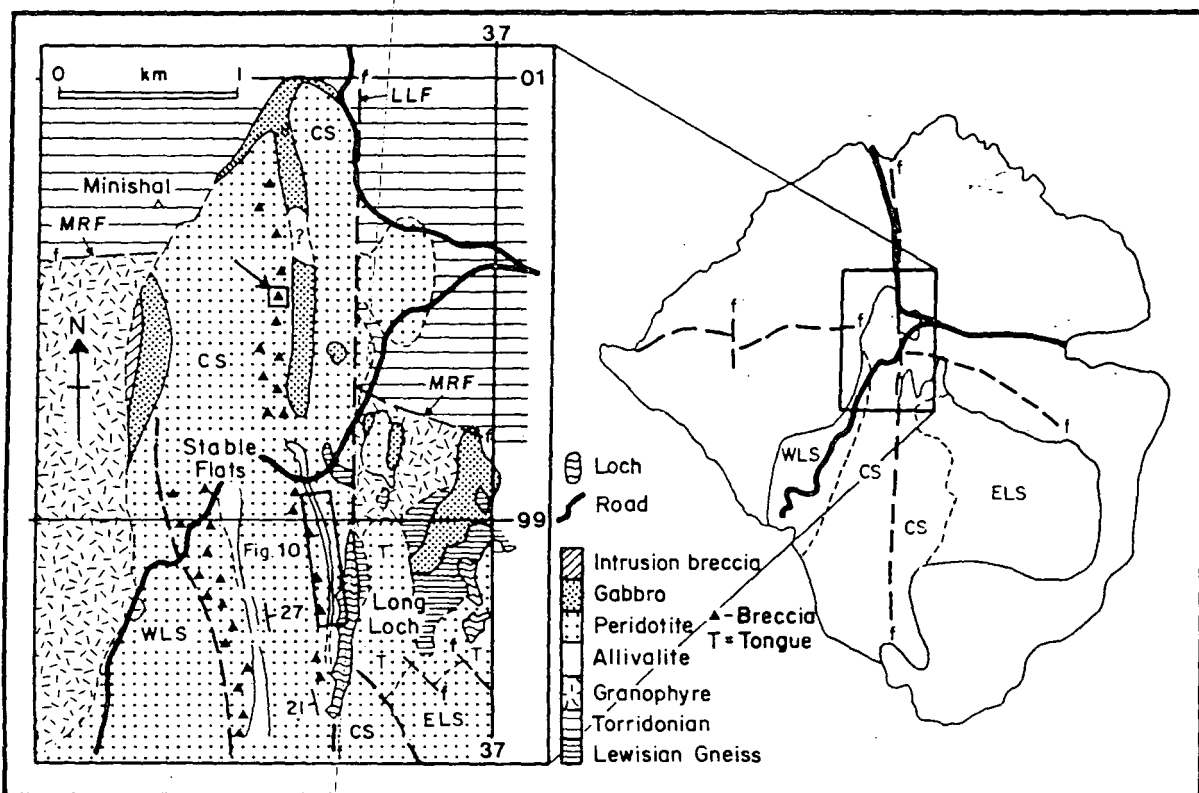 37
0 km 1
01
f
LLF
CS
Minishal
MRF
f
?
N
CS
MRF
Stable
Flats
99
Fig. 10
T
27
Long
Loch
WLS
T
f
T
21
f
CS
ELS
37
Loch
Road
Intrusion breccia
Gabbro
Peridotite
▲ - Breccia
T = Tongue
Allivalite
Granophyre
Torridonian
Lewisian Gneiss
f
f
f
f
WLS
CS
ELS
CS
f